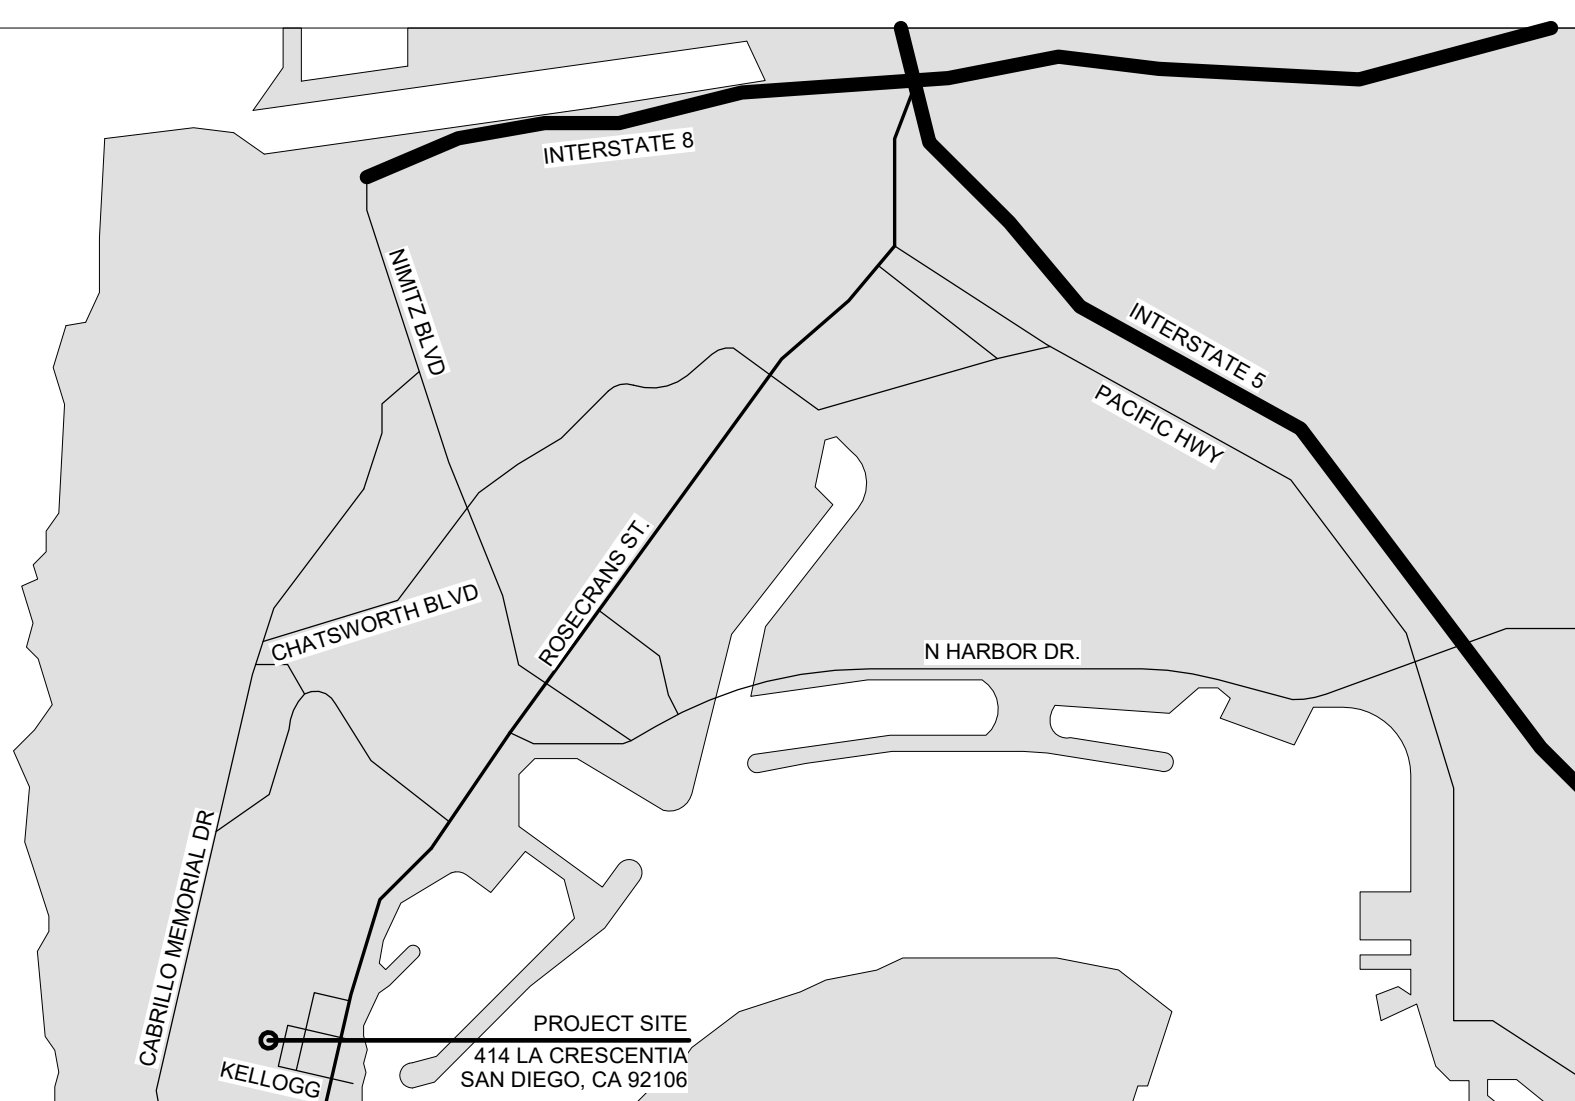 INTERSTATE 8
NIMITZ BLVD
INTERSTATE 5
PACIFIC HWY
ROSECRANS ST.
CHATSWORTH BLVD
N HARBOR DR.
CABRILLO MEMORIAL DR
PROJECT SITE
414 LA CRESCENTIA
SAN DIEGO, CA 92106
KELLOGG